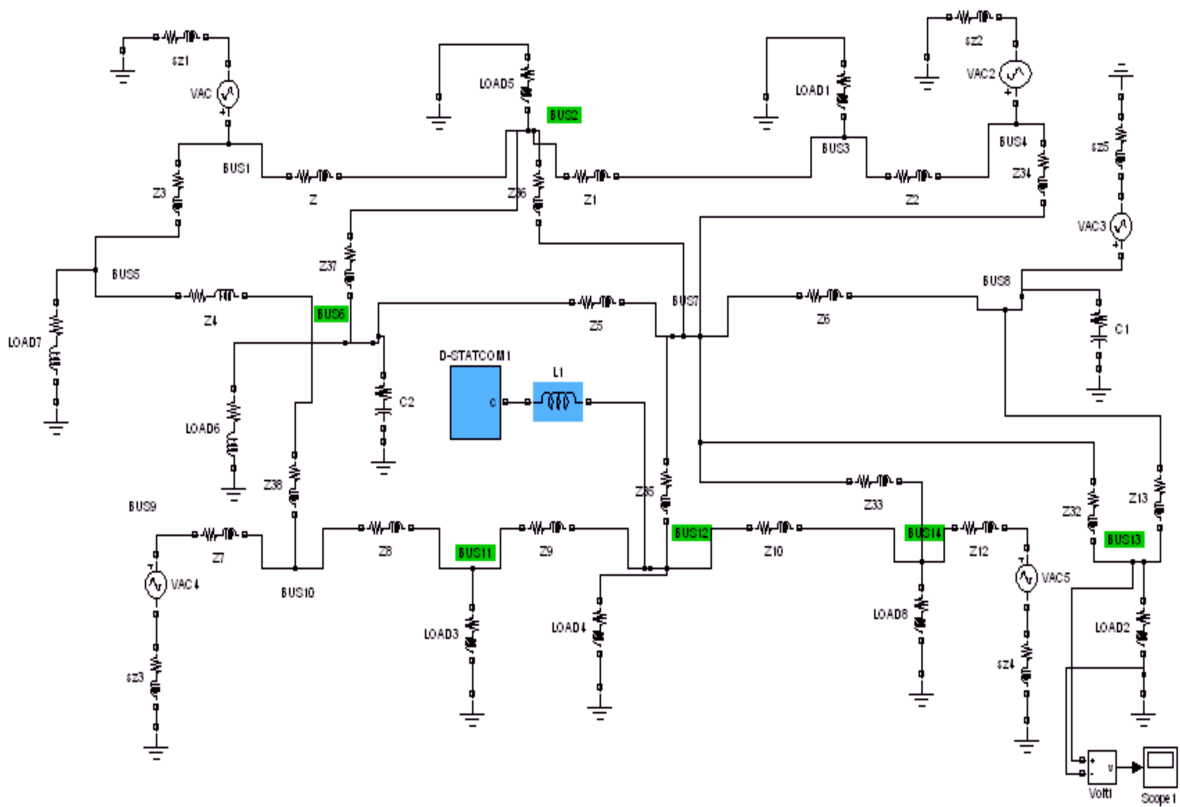 sz1
VAC
LOAD5
BUS2
LOAD1
sz2
VAC2
sz5
BUS1
Z
Z3
Z36
Z1
BUS3
Z2
BUS4
Z34
VAC3
BUS5
Z4
Z37
BUS6
Z5
BUS7
Z6
BUS8
C1
LOAD7
D-STATCOM1
c
L1
C2
LOAD6
Z38
Z35
Z33
Z32
Z13
BUS9
Z7
Z8
BUS11
Z9
BUS12
Z10
BUS14
Z12
BUS13
VAC4
BUS10
VAC5
LOAD3
LOAD4
LOAD8
LOAD2
sz3
sz4
+
-
v
Volt1
Scope1